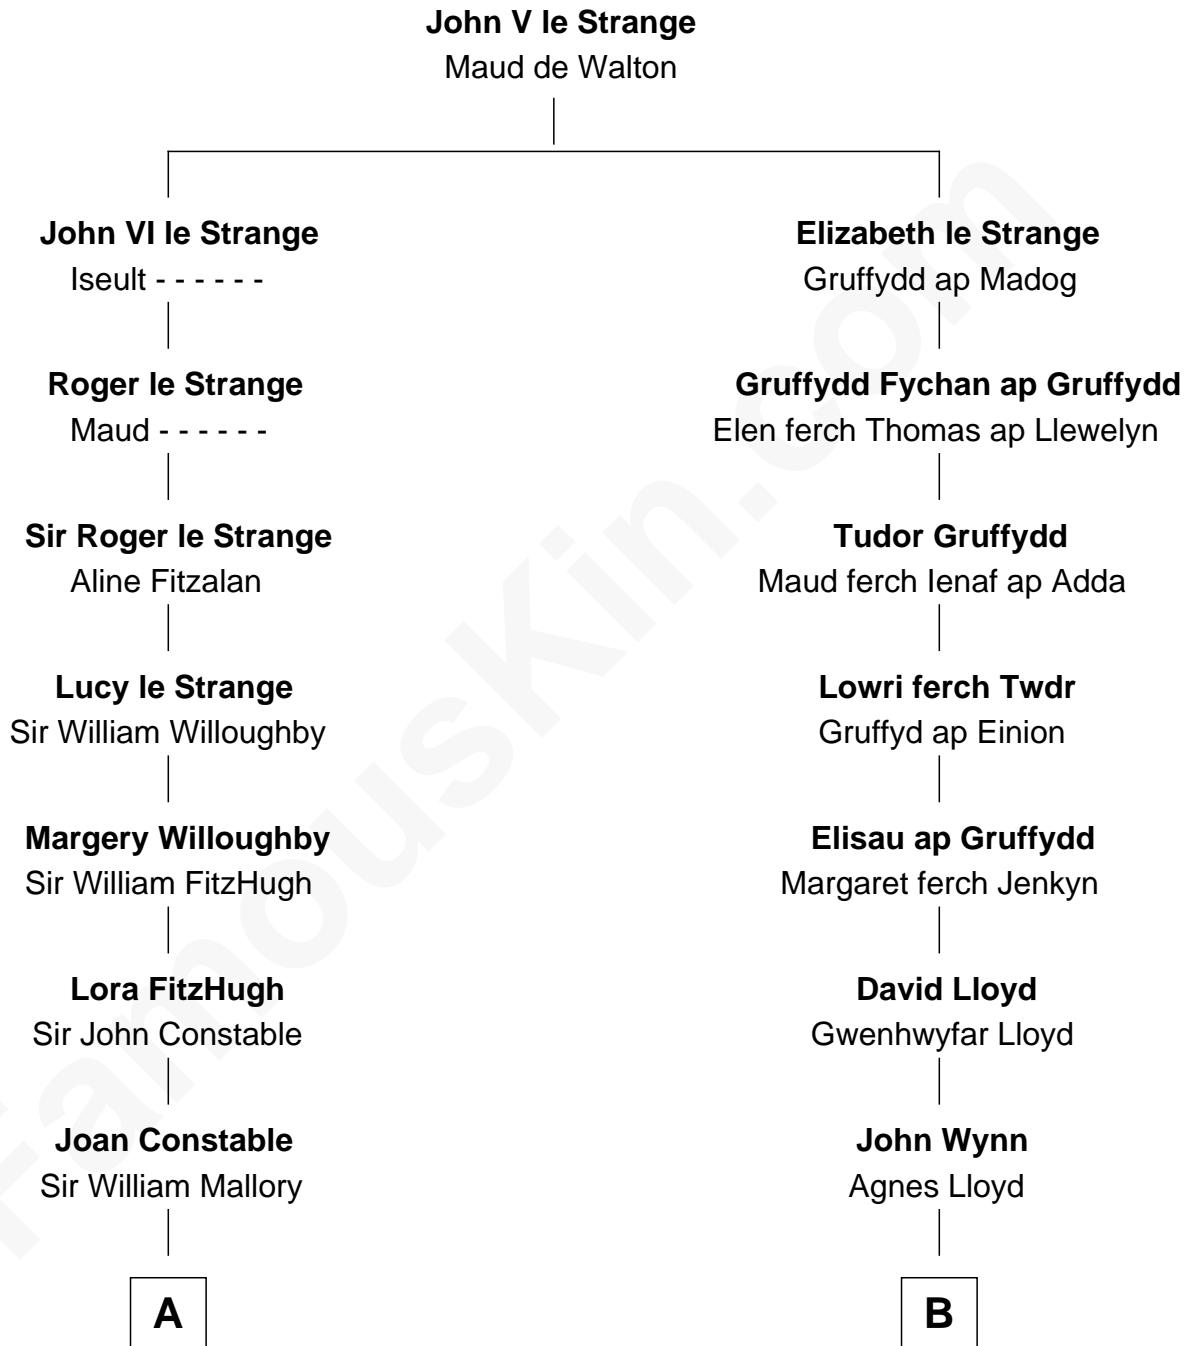 John V le Strange
Maud de Walton
John VI le Strange
Iseult - - - - - -
Elizabeth le Strange
Gruffydd ap Madog
Roger le Strange
Maud - - - - - -
Gruffydd Fychan ap Gruffydd
Elen ferch Thomas ap Llewelyn
Sir Roger le Strange
Aline Fitzalan
Tudor Gruffydd
Maud ferch Ienaf ap Adda
Lucy le Strange
Sir William Willoughby
Lowri ferch Twdr
Gruffyd ap Einion
Margery Willoughby
Sir William FitzHugh
Elisau ap Gruffydd
Margaret ferch Jenkyn
Lora FitzHugh
Sir John Constable
David Lloyd
Gwenhwyfar Lloyd
Joan Constable
Sir William Mallory
John Wynn
Agnes Lloyd
A
B
FamousKin.com